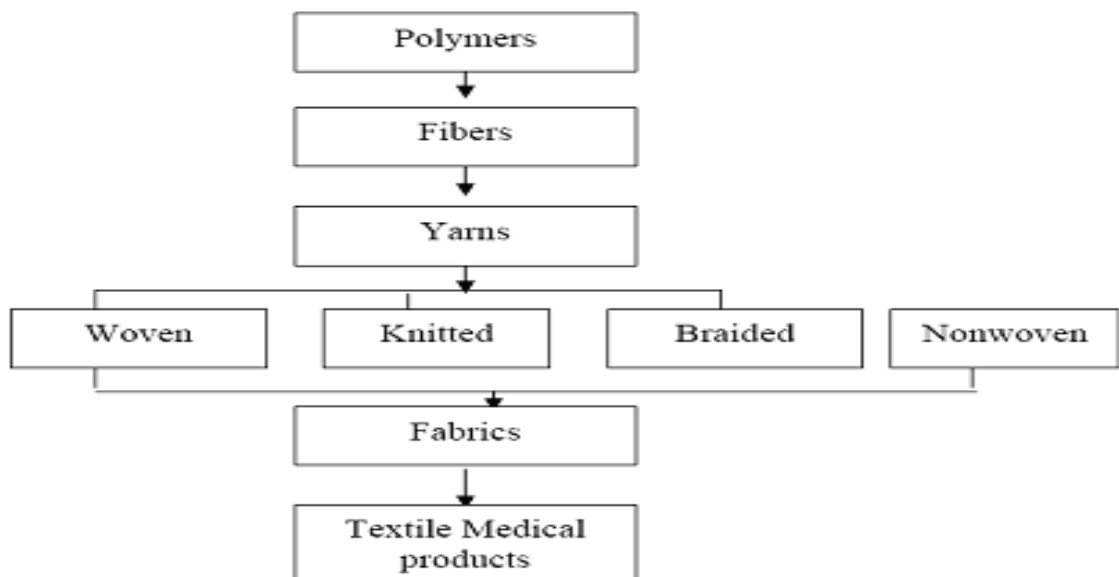 Polymers
Fibers
Yarns
Woven
Knitted
Braided
Nonwoven
Fabrics
Textile Medical
products